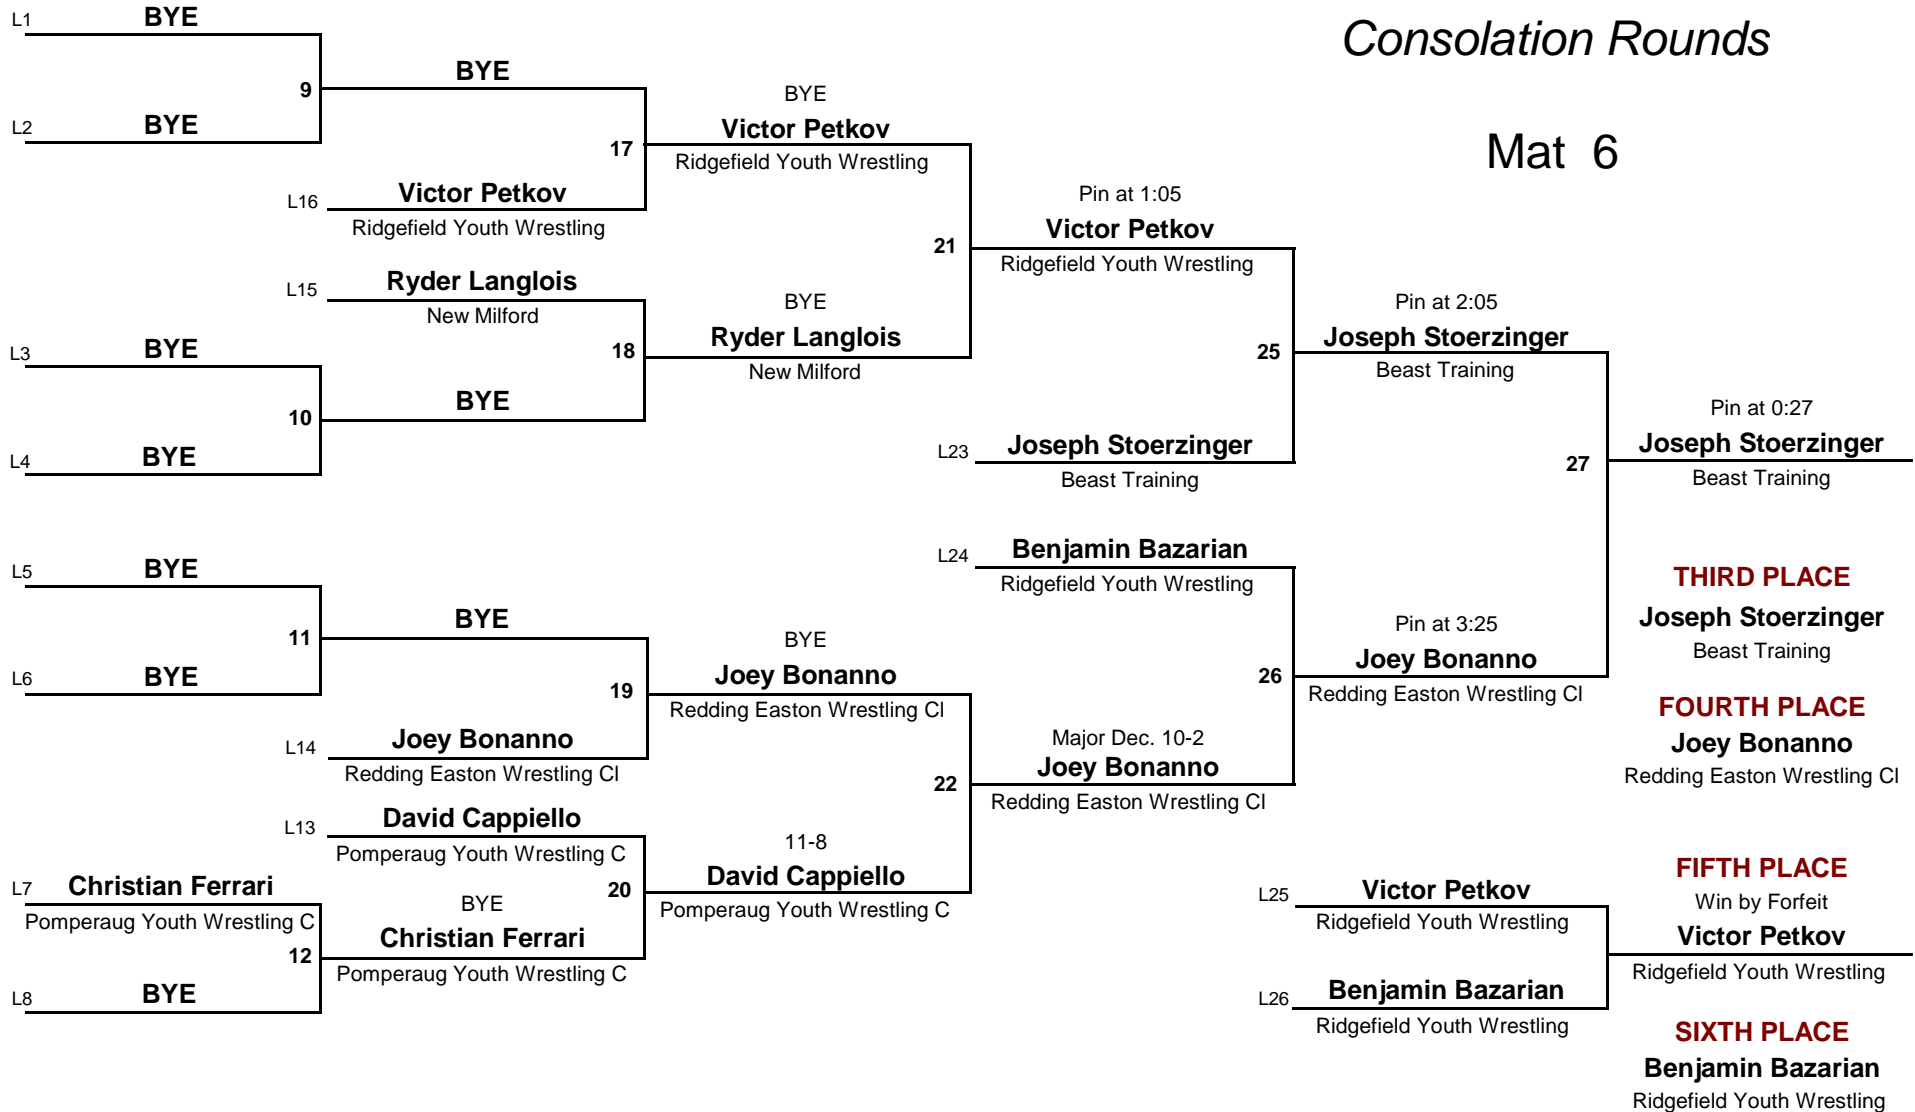 Consolation Rounds
Mat 6
L1 BYE
9
L2 BYE
BYE
17
L16 Victor Petkov
Ridgefield Youth Wrestling
BYE
Victor Petkov
Ridgefield Youth Wrestling
L15 Ryder Langlois
New Milford
L3 BYE
10
L4 BYE
BYE
18
BYE
Ryder Langlois
New Milford
21
Pin at 1:05
Victor Petkov
Ridgefield Youth Wrestling
25
L23 Joseph Stoerzinger
Beast Training
Pin at 2:05
Joseph Stoerzinger
Beast Training
27
Pin at 0:27
Joseph Stoerzinger
Beast Training
L5 BYE
11
L6 BYE
BYE
19
L14 Joey Bonanno
Redding Easton Wrestling Cl
BYE
Joey Bonanno
Redding Easton Wrestling Cl
L13 David Cappiello
Pomperaug Youth Wrestling C
L7 Christian Ferrari
Pomperaug Youth Wrestling C
12
L8 BYE
BYE
Christian Ferrari
Pomperaug Youth Wrestling C
20
11-8
David Cappiello
Pomperaug Youth Wrestling C
22
L24 Benjamin Bazarian
Ridgefield Youth Wrestling
Major Dec. 10-2
Joey Bonanno
Redding Easton Wrestling Cl
26
Pin at 3:25
Joey Bonanno
Redding Easton Wrestling Cl
THIRD PLACE
Joseph Stoerzinger
Beast Training
FOURTH PLACE
Joey Bonanno
Redding Easton Wrestling Cl
L25 Victor Petkov
Ridgefield Youth Wrestling
L26 Benjamin Bazarian
Ridgefield Youth Wrestling
FIFTH PLACE
Win by Forfeit
Victor Petkov
Ridgefield Youth Wrestling
SIXTH PLACE
Benjamin Bazarian
Ridgefield Youth Wrestling